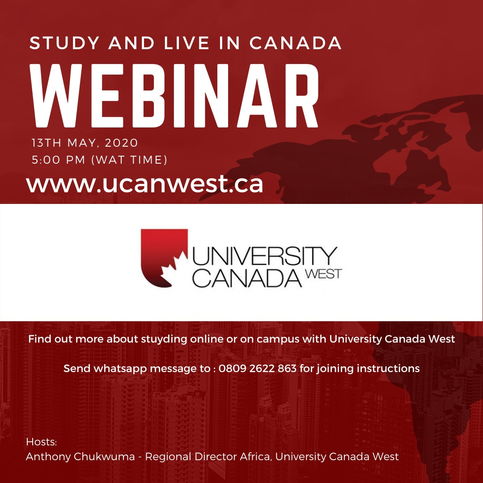 STUDY AND LIVE IN CANADA
WEBINAR
13TH MAY, 2020
5:00 PM (WAT TIME)
www.ucanwest.ca
UNIVERSITY
CANADA WEST
Find out more about stuyding online or on campus with University Canada West
Send whatsapp message to : 0809 2622 863 for joining instructions
Hosts:
Anthony Chukwuma - Regional Director Africa, University Canada West